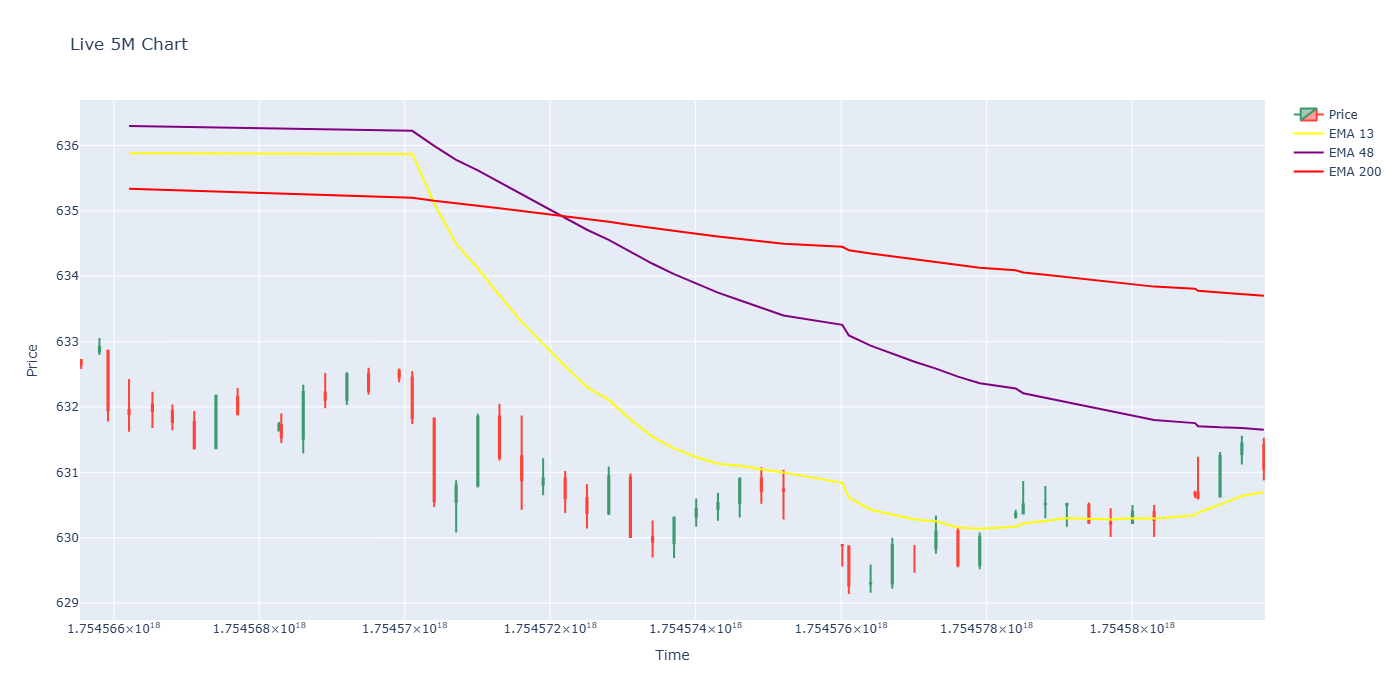 Live 5M Chart
Price
EMA 13
EMA 48
EMA 200
636
635
634
633
632
631
630
629
Price
1.754566×10¹⁸
1.754568×10¹⁸
1.75457×10¹⁸
1.754572×10¹⁸
1.754574×10¹⁸
1.754576×10¹⁸
1.754578×10¹⁸
1.75458×10¹⁸
Time